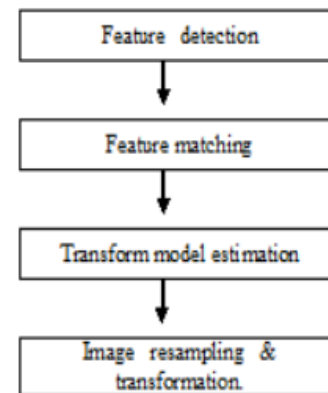 Feature detection
Feature matching
Transform model estimation
Image resampling &
transformation.